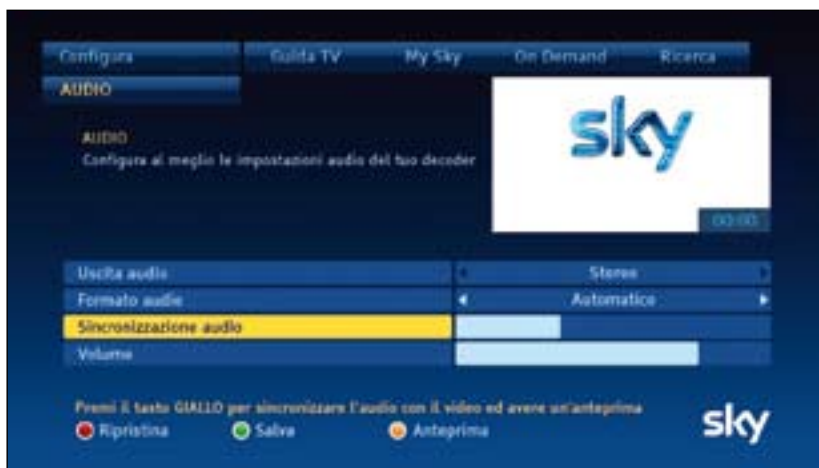 Configura Guida TV My Sky On Demand Ricerca
AUDIO
sky
AUDIO
Configura al meglio le impostazioni audio del tuo decoder
00:00
Uscita audio Stereo
Formato audio Automatico
Sincronizzazione audio
Volume
Premi il tasto GIALLO per sincronizzare l'audio con il video ed avere un'anteprima
Ripristina Salva Anteprima
sky